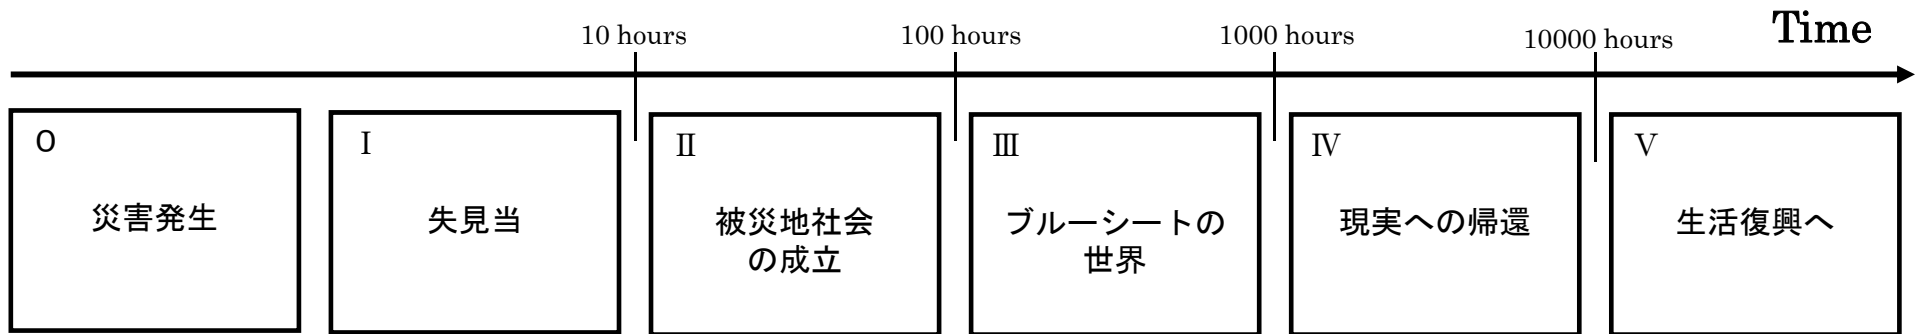 Time
10 hours
100 hours
1000 hours
10000 hours
0
災害発生
Ⅰ
失見当
Ⅱ
被災地社会
の成立
Ⅲ
ブルーシートの
世界
Ⅳ
現実への帰還
Ⅴ
生活復興へ